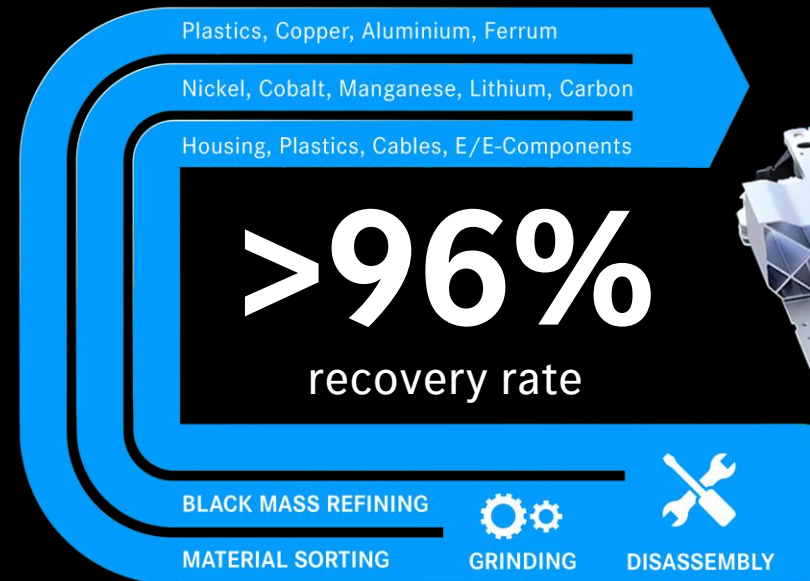 Plastics, Copper, Aluminium, Ferrum
Nickel, Cobalt, Manganese, Lithium, Carbon
Housing, Plastics, Cables, E/E-Components
>96%
recovery rate
BLACK MASS REFINING
MATERIAL SORTING
GRINDING
DISASSEMBLY